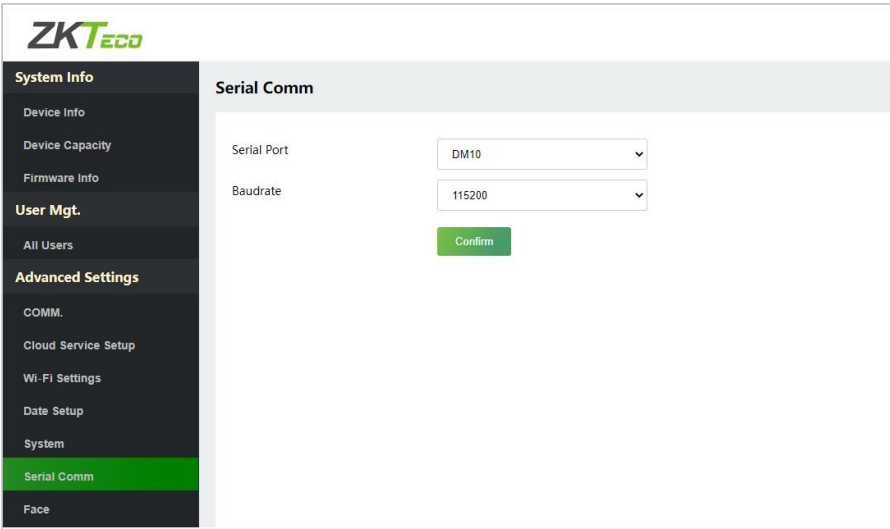 ZKTECO
System Info
Device Info
Device Capacity
Firmware Info
User Mgt.
All Users
Advanced Settings
COMM.
Cloud Service Setup
Wi-Fi Settings
Date Setup
System
Serial Comm
Face
Serial Comm
Serial Port DM10
Baudrate 115200
Confirm